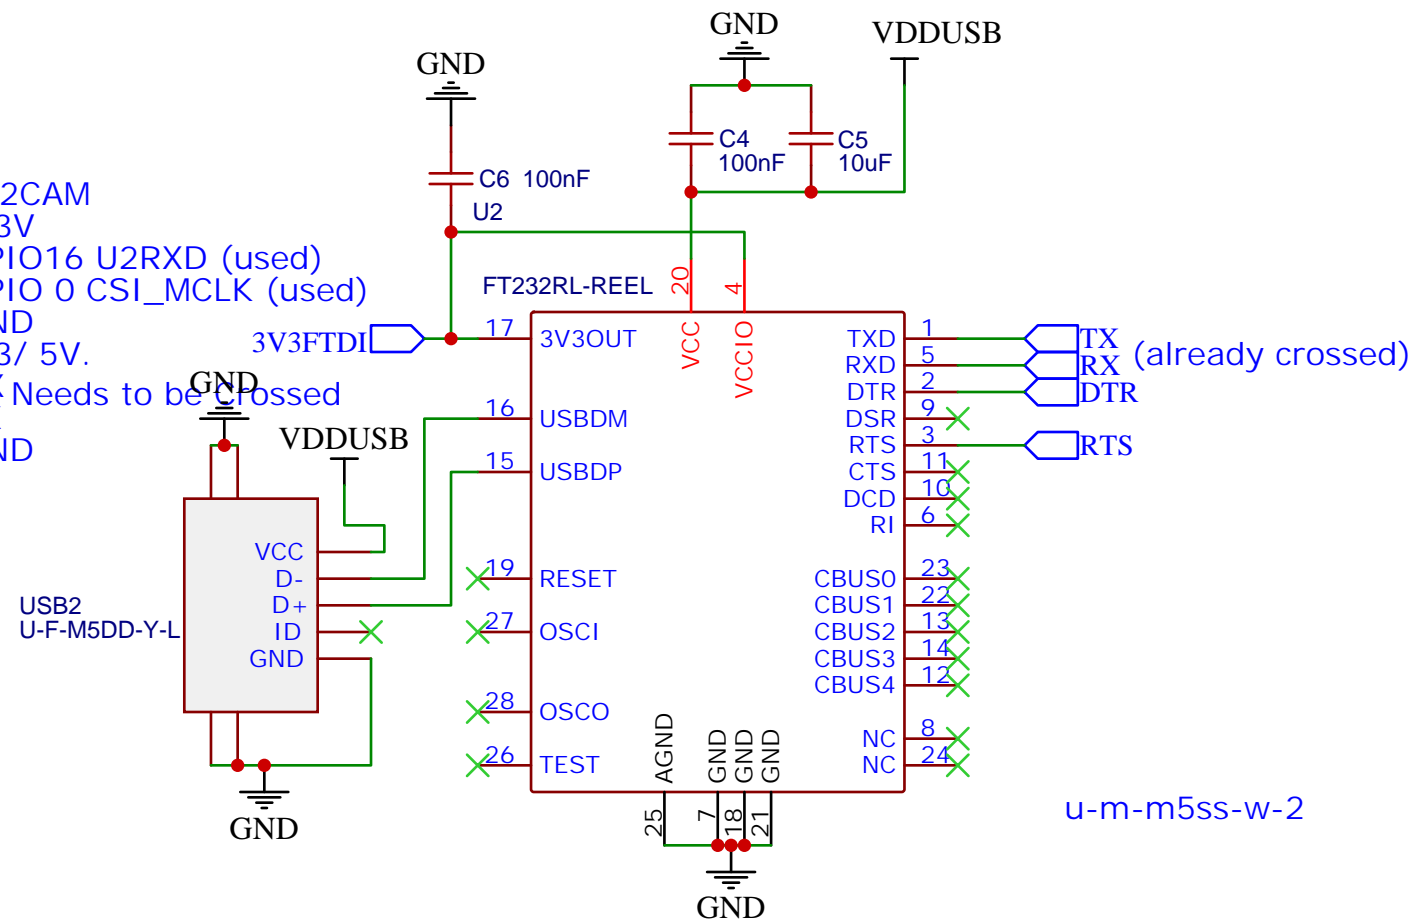 GND
VDDUSB
GND
C4
100nF
C5
10uF
C6 100nF
U2
2CAM
3V
PIO16 U2RXD (used)
PIO 0 CSI_MCLK (used)
ND
3/ 5V.
Needs to be crossed
ND
FT232RL-REEL
20
4
VCC
VCCIO
3V3FTDI
17
3V3OUT
16
USBDM
15
USBDP
19
RESET
27
OSCI
28
OSCO
26
TEST
TXD
1
TX
RXD
5
RX
(already crossed)
DTR
2
DTR
DSR
9
RTS
3
RTS
CTS
11
DCD
10
RI
6
CBUS0
23
CBUS1
22
CBUS2
13
CBUS3
14
CBUS4
12
NC
8
NC
24
AGND
GND
GND
GND
25
7
18
21
GND
GND
VDDUSB
VCC
D-
D+
ID
GND
USB2
U-F-M5DD-Y-L
GND
u-m-m5ss-w-2